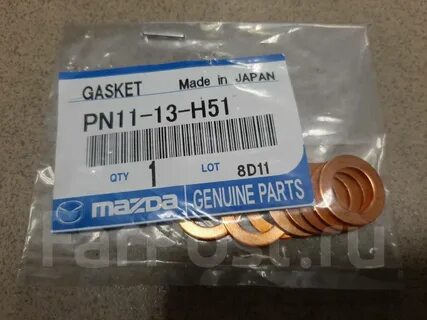 GASKET Made in JAPAN
PN11-13-H51
QTY 1 LOT 8D11
mazda GENUINE PARTS
FarPost.ru